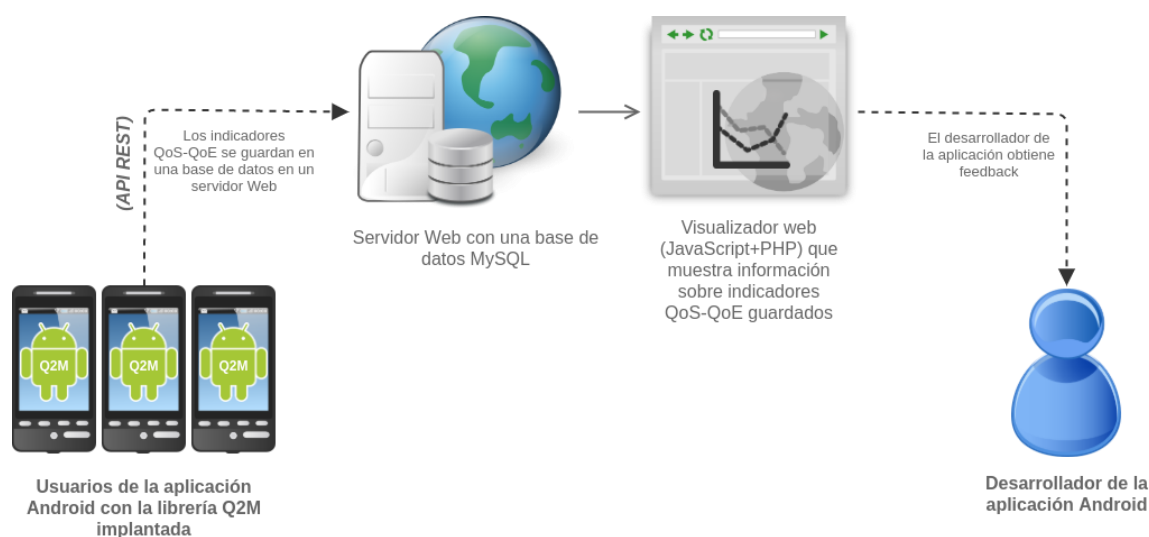 (API REST)
Los indicadores
QoS-QoE se guardan en
una base de datos en un
servidor Web
El desarrollador de
la aplicación obtiene
feedback
Servidor Web con una base de
datos MySQL
Visualizador web
(JavaScript+PHP) que
muestra información
sobre indicadores
QoS-QoE guardados
Q2M
Q2M
Q2M
Usuarios de la aplicación
Android con la librería Q2M
implantada
Desarrollador de la
aplicación Android